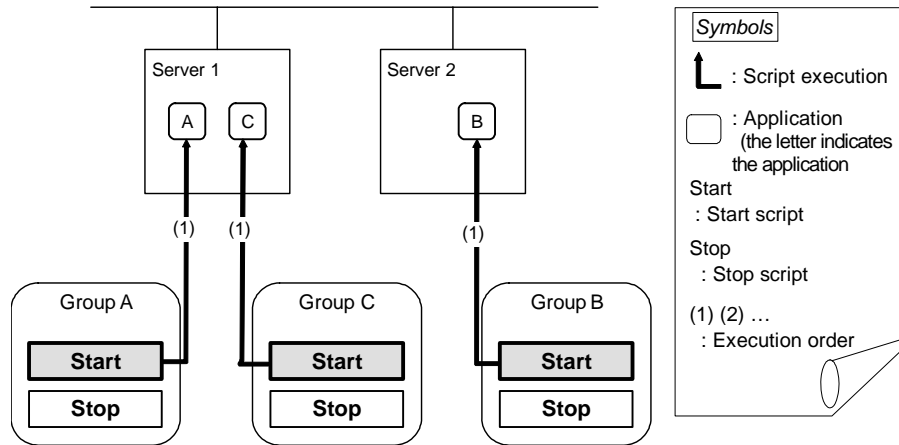 Server 1
Server 2
A
C
B
(1)
(1)
(1)
Group A
Group C
Group B
Start
Start
Start
Stop
Stop
Stop
Symbols
: Script execution
: Application
(the letter indicates
the application
Start
: Start script
Stop
: Stop script
(1) (2) …
: Execution order